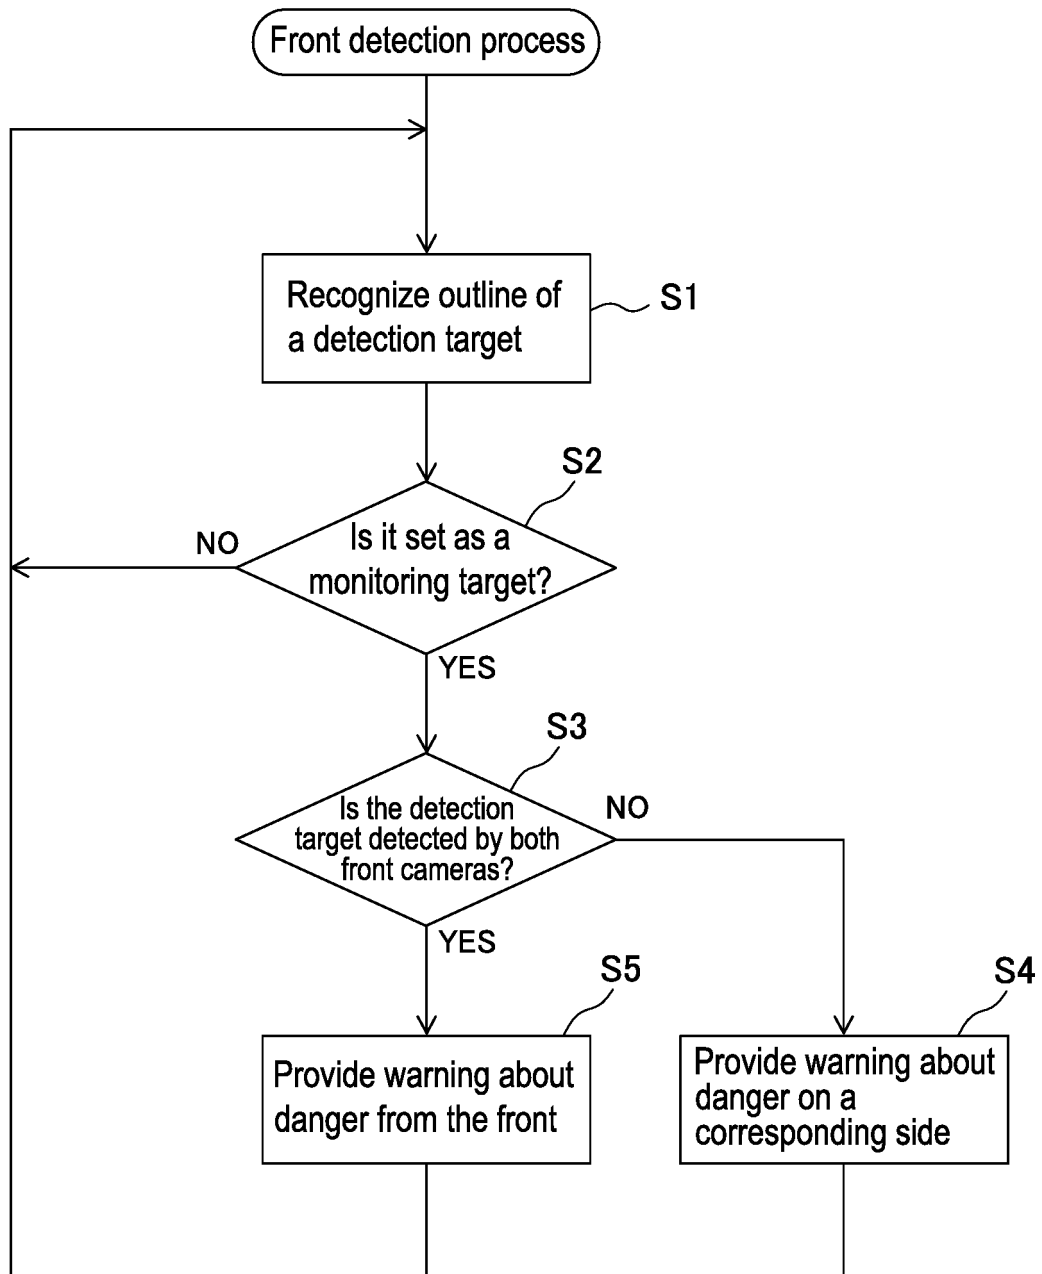 Front detection process
Recognize outline of
a detection target
S1
S2
Is it set as a
monitoring target?
NO
YES
S3
Is the detection
target detected by both
front cameras?
NO
YES
S5
Provide warning about
danger from the front
S4
Provide warning about
danger on a
corresponding side